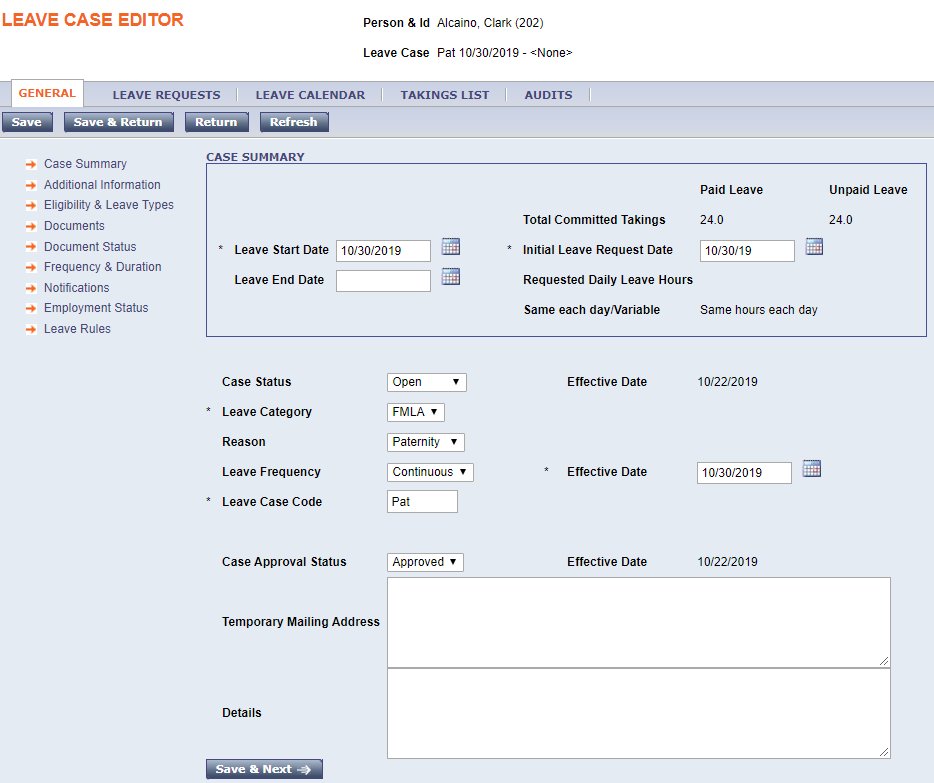 LEAVE CASE EDITOR
Person & Id Alcaino, Clark (202)
Leave Case Pat 10/30/2019 - <None>
GENERAL LEAVE REQUESTS LEAVE CALENDAR TAKINGS LIST AUDITS
Save Save & Return Return Refresh
Case Summary
Additional Information
Eligibility & Leave Types
Documents
Document Status
Frequency & Duration
Notifications
Employment Status
Leave Rules
CASE SUMMARY
Paid Leave Unpaid Leave
Total Committed Takings 24.0 24.0
* Leave Start Date 10/30/2019 * Initial Leave Request Date 10/30/19
Leave End Date Requested Daily Leave Hours
Same each day/Variable Same hours each day
Case Status Open Effective Date 10/22/2019
* Leave Category FMLA
Reason Paternity
Leave Frequency Continuous * Effective Date 10/30/2019
* Leave Case Code Pat
Case Approval Status Approved Effective Date 10/22/2019
Temporary Mailing Address
Details
Save & Next